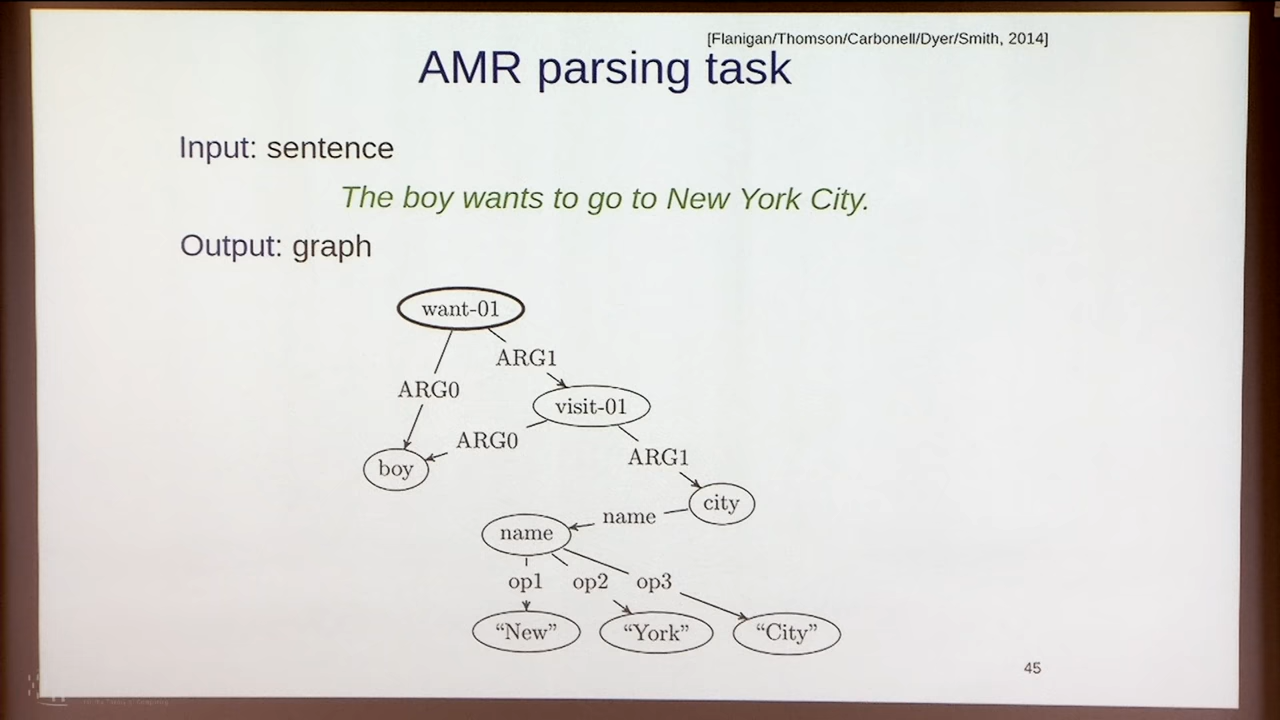 [Flanigan/Thomson/Carbonell/Dyer/Smith, 2014]
AMR parsing task
Input: sentence
The boy wants to go to New York City.
Output: graph
want-01
ARG1
ARG0
visit-01
ARG0
ARG1
boy
city
name
name
op1 op2 op3
“New” “York” “City”
45